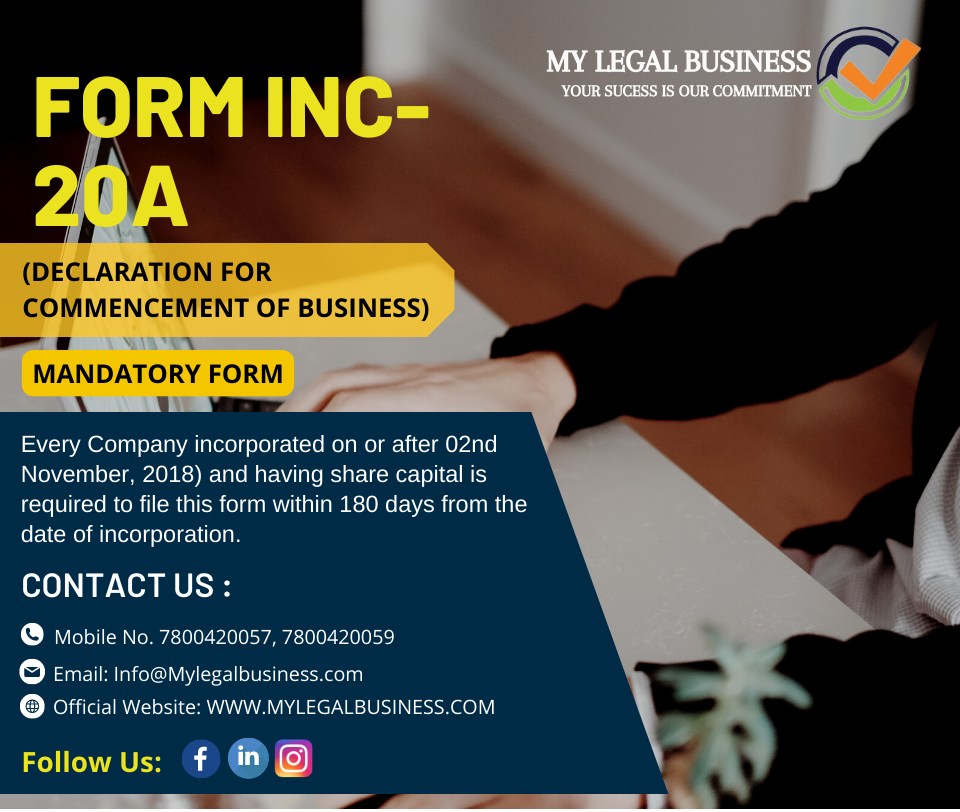 MY LEGAL BUSINESS
YOUR SUCESS IS OUR COMMITMENT
FORM INC-
20A
(DECLARATION FOR
COMMENCEMENT OF BUSINESS)
MANDATORY FORM
Every Company incorporated on or after 02nd
November, 2018) and having share capital is
required to file this form within 180 days from the
date of incorporation.
CONTACT US :
Mobile No. 7800420057, 7800420059
Email: Info@Mylegalbusiness.com
Official Website: WWW.MYLEGALBUSINESS.COM
Follow Us: